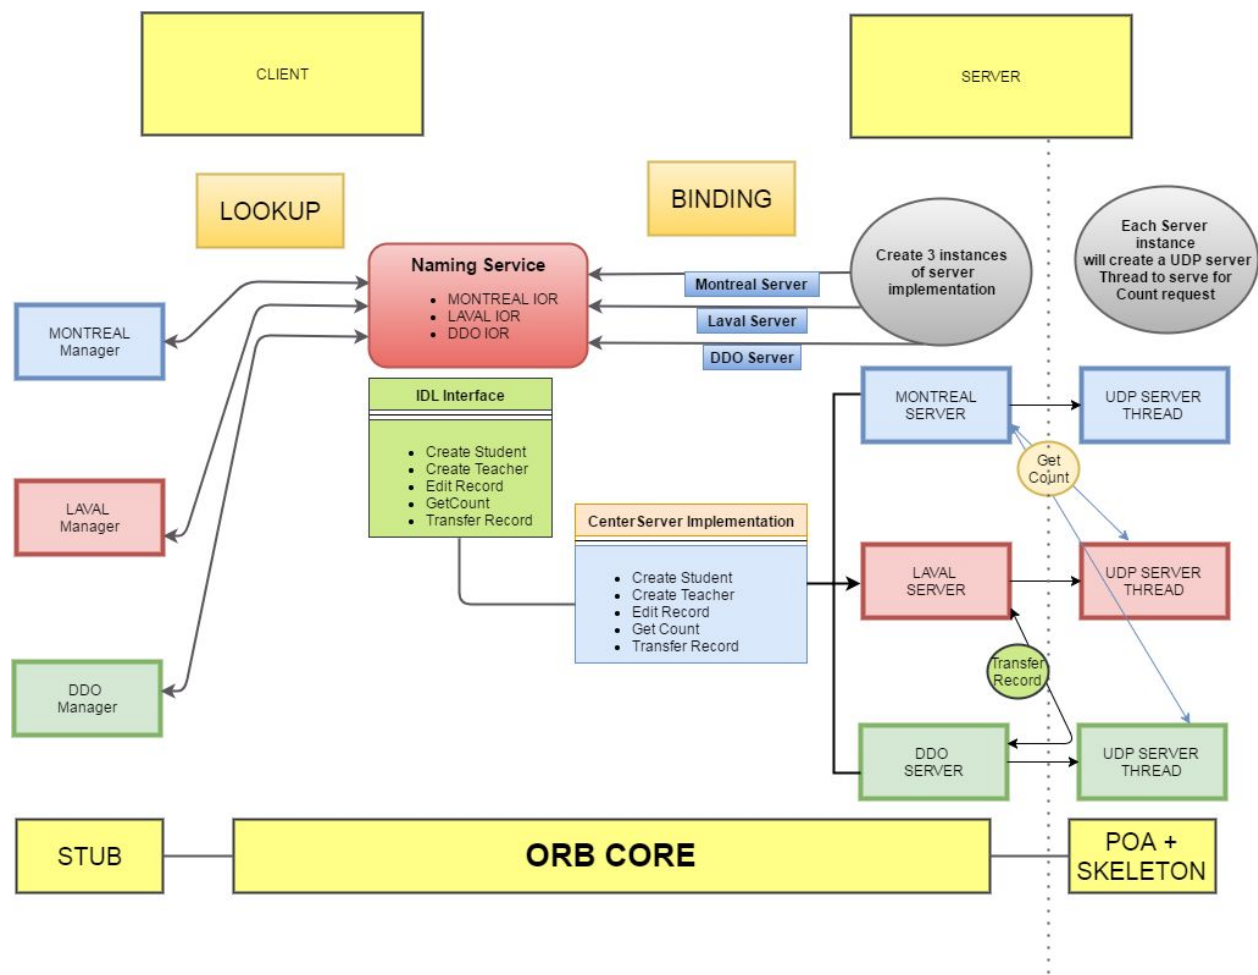 CLIENT
SERVER
LOOKUP
BINDING
Naming Service
MONTREAL IOR
LAVAL IOR
DDO IOR
Montreal Server
Laval Server
DDO Server
Create 3 instances
of server
implementation
Each Server
instance
will create a UDP server
Thread to serve for
Count request
MONTREAL
Manager
LAVAL
Manager
DDO
Manager
IDL Interface
Create Student
Create Teacher
Edit Record
GetCount
Transfer Record
CenterServer Implementation
Create Student
Create Teacher
Edit Record
Get Count
Transfer Record
MONTREAL
SERVER
UDP SERVER
THREAD
Get
Count
LAVAL
SERVER
UDP SERVER
THREAD
Transfer
Record
DDO
SERVER
UDP SERVER
THREAD
STUB
ORB CORE
POA +
SKELETON